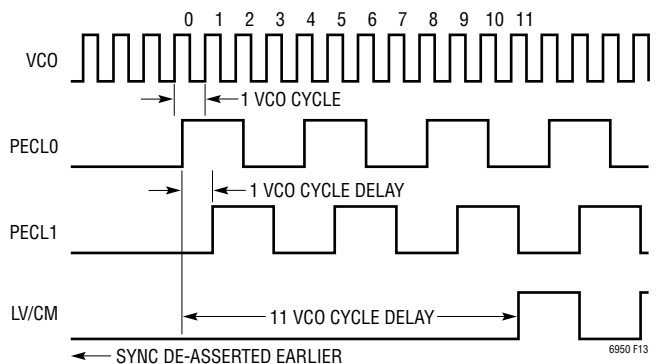 0 1 2 3 4 5 6 7 8 9 10 11
VCO
1 VCO CYCLE
PECL0
1 VCO CYCLE DELAY
PECL1
LV/CM
11 VCO CYCLE DELAY
6950 F13
SYNC DE-ASSERTED EARLIER